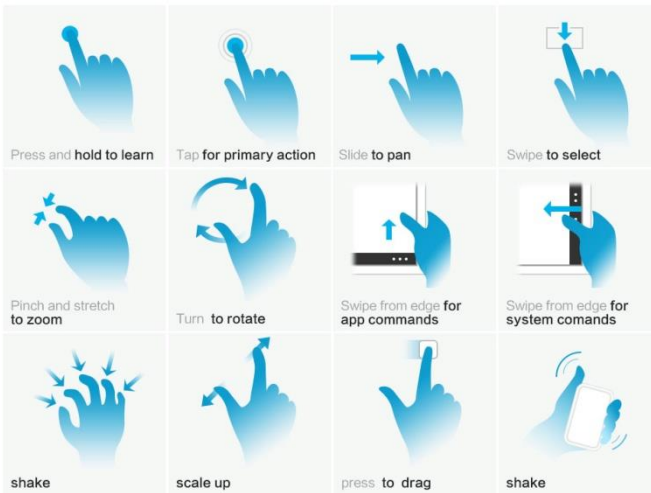 Press and hold to learn
Tap for primary action
Slide to pan
Swipe to select
Pinch and stretch
to zoom
Turn to rotate
Swipe from edge for
app commands
Swipe from edge for
system comands
shake
scale up
press to drag
shake